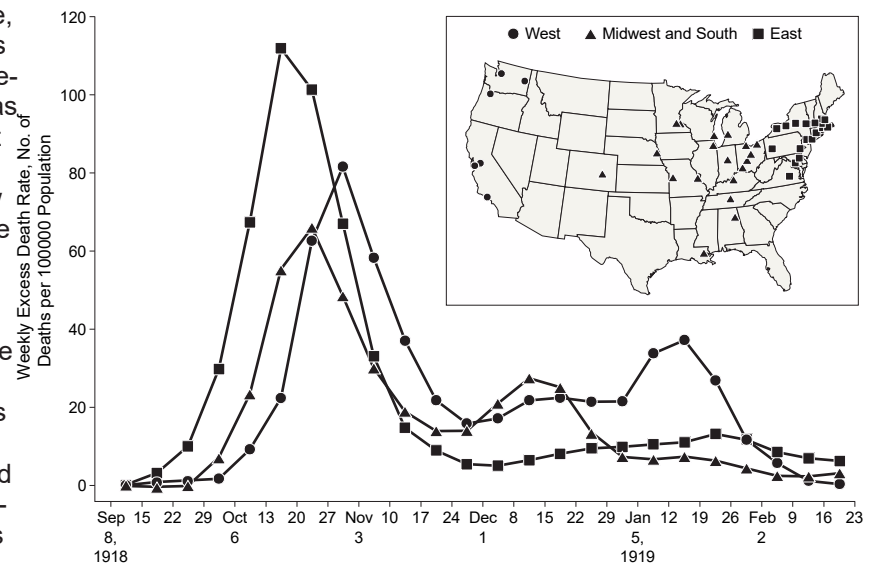 e,
s
e-
as
e
e
s
d
-
s
Weekly Excess Death Rate, No. of
Deaths per 100000 Population
120
100
80
60
40
20
0
West Midwest and South East
Sep 15 22 29 Oct 13 20 27 Nov 10 17 24 Dec 8 15 22 29 Jan 12 19 26 Feb 9 16 23
8, 6 3 1 5, 2
1918 1919